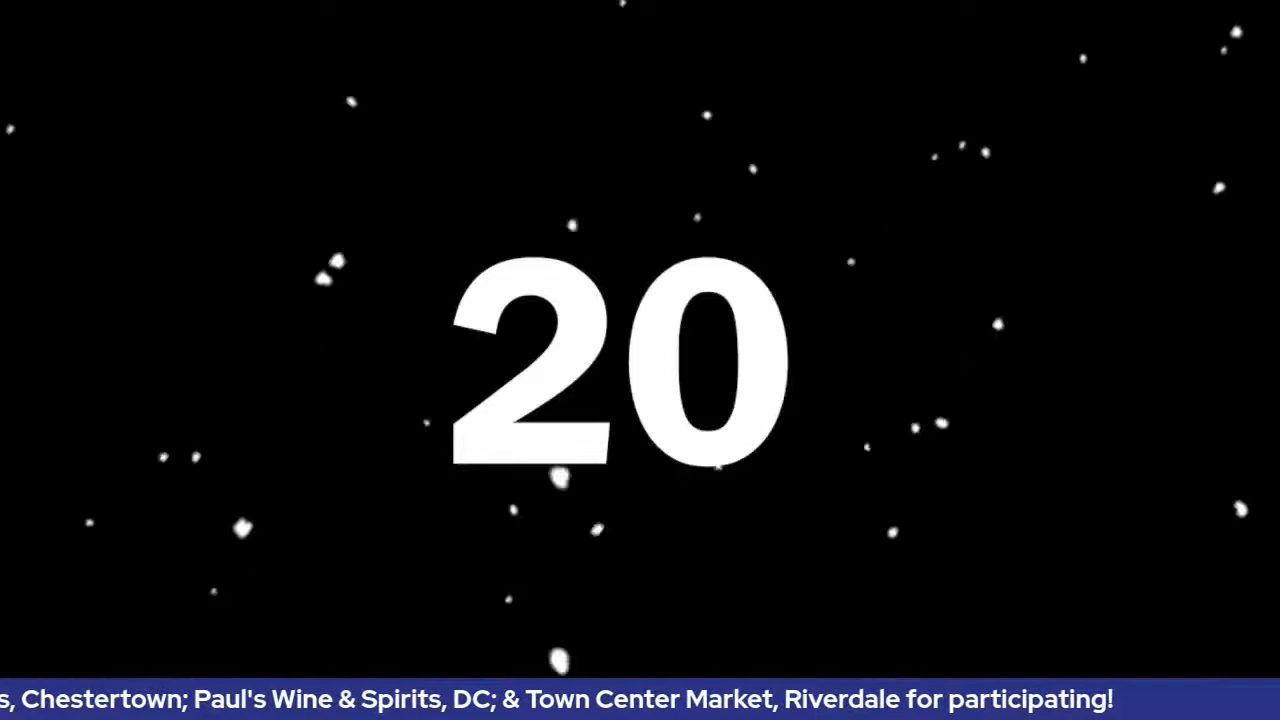 20
s, Chestertown; Paul's Wine & Spirits, DC; & Town Center Market, Riverdale for participating!